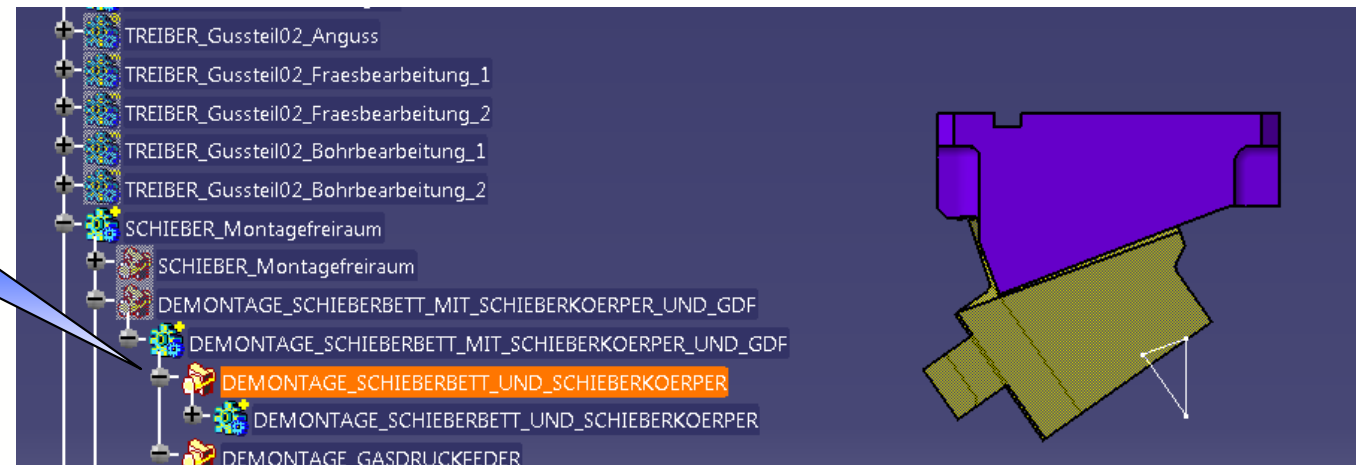 TREIBER_Gussteil02_Anguss
TREIBER_Gussteil02_Fraesbearbeitung_1
TREIBER_Gussteil02_Fraesbearbeitung_2
TREIBER_Gussteil02_Bohrbearbeitung_1
TREIBER_Gussteil02_Bohrbearbeitung_2
SCHIEBER_Montagefreiraum
SCHIEBER_Montagefreiraum
DEMONTAGE_SCHIEBERBETT_MIT_SCHIEBERKOERPER_UND_GDF
DEMONTAGE_SCHIEBERBETT_MIT_SCHIEBERKOERPER_UND_GDF
DEMONTAGE_SCHIEBERBETT_UND_SCHIEBERKOERPER
DEMONTAGE_SCHIEBERBETT_UND_SCHIEBERKOERPER
DEMONTAGE_GASDRUCKFEDER